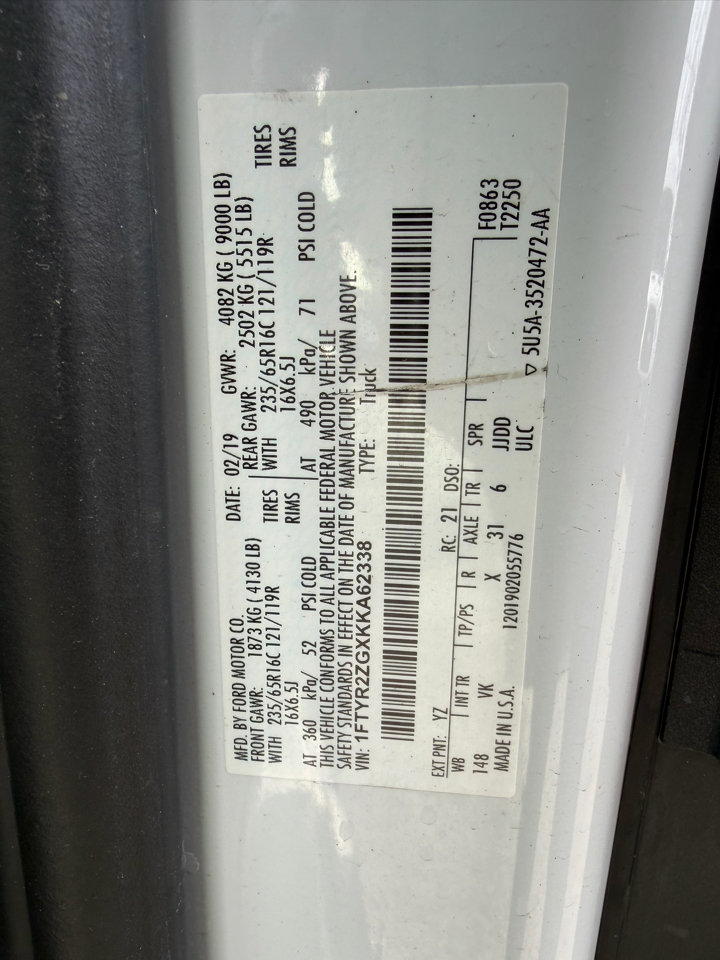 MFD. BY FORD MOTOR CO.
DATE: 02/19 GVWR: 4082 KG ( 9000 LB)
FRONT GAWR: 1873 KG ( 4130 LB) REAR GAWR: 2502 KG ( 5515 LB)
WITH 235/65R16C 121/119R TIRES WITH 235/65R16C 121/119R TIRES
16X6.5J RIMS 16X6.5J RIMS
AT 360 kPa/ 52 PSI COLD AT 490 kPa/ 71 PSI COLD
THIS VEHICLE CONFORMS TO ALL APPLICABLE FEDERAL MOTOR VEHICLE
SAFETY STANDARDS IN EFFECT ON THE DATE OF MANUFACTURE SHOWN ABOVE.
VIN: 1FTYR2ZGXKKA62338 TYPE: Truck
EXT PNT: YZ RC: 21 DSO:
WB INT TR TP/PS R AXLE TR SPR F0863
148 VK X 31 6 JJDD T2250
ULC
MADE IN U.S.A. 1201902055776 ▽ 5U5A-3520472-AA